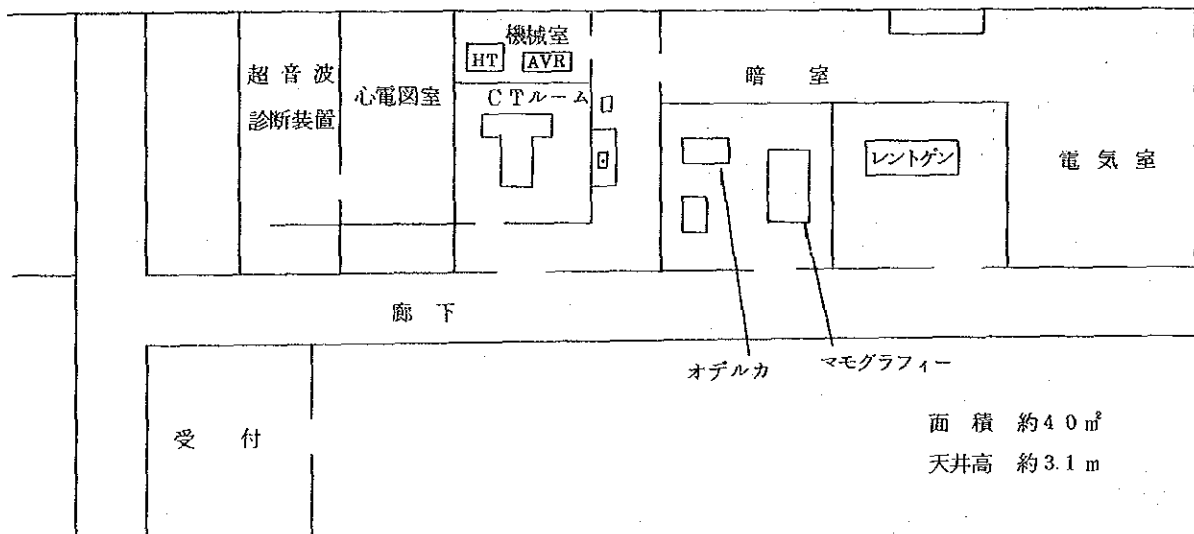 機械室
HT
AVR
超音波
診断装置
心電図室
CTルーム
暗室
レントゲン
電気室
廊下
オデルカ
マモグラフィー
受付
面積 約40㎡
天井高 約3.1m